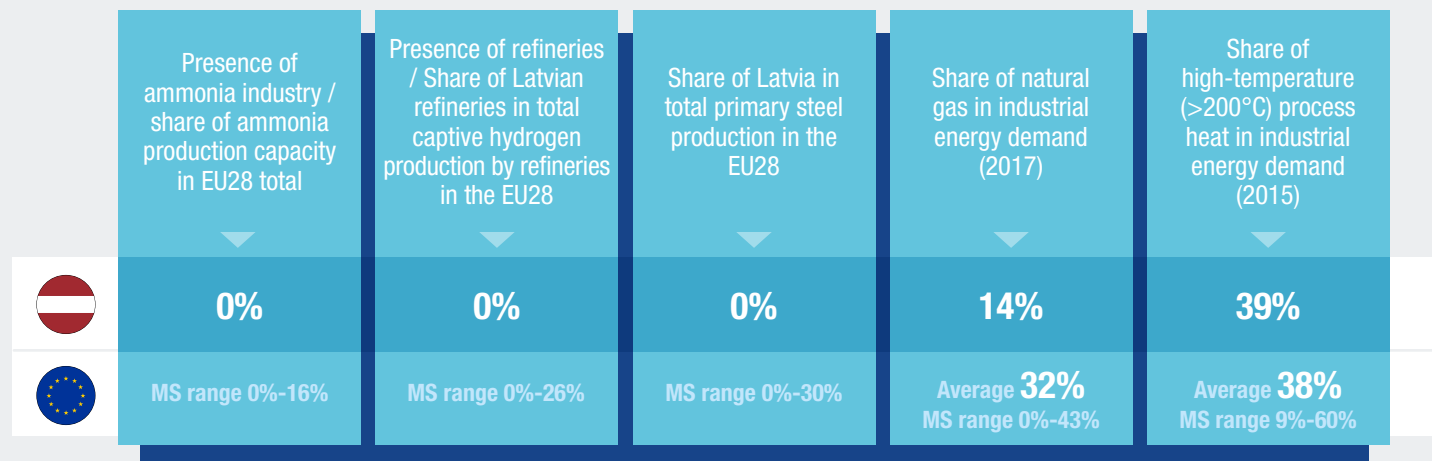 Presence of
ammonia industry /
share of ammonia
production capacity
in EU28 total
Presence of refineries
/ Share of Latvian
refineries in total
captive hydrogen
production by refineries
in the EU28
Share of Latvia in
total primary steel
production in the
EU28
Share of natural
gas in industrial
energy demand
(2017)
Share of
high-temperature
(>200°C) process
heat in industrial
energy demand
(2015)
0%
0%
0%
14%
39%
MS range 0%-16%
MS range 0%-26%
MS range 0%-30%
Average 32%
MS range 0%-43%
Average 38%
MS range 9%-60%